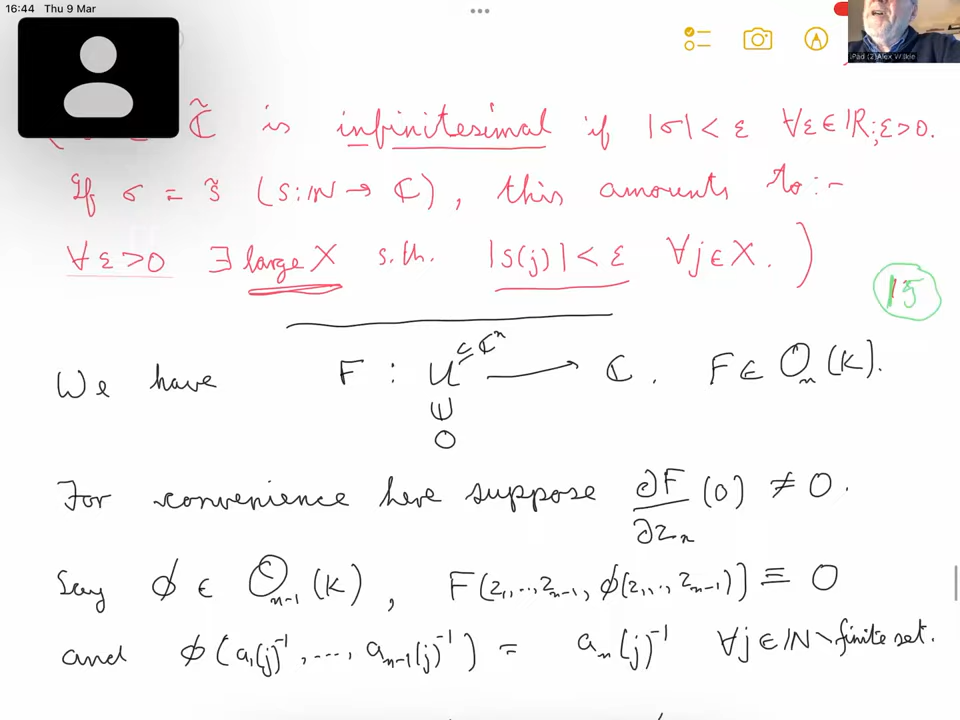 16:44 Thu 9 Mar
iPad (2) Alex Wilkie
ℂ̃ is infinitesimal if |σ| < ε ∀ε∈ℝ; ε>0.
If σ = s̃ (s: ℕ → ℂ), this amounts to :-
∀ε>0 ∃ large X s.th. |s(j)| < ε ∀j∈X. )
15
We have F : U ⊆ ℂⁿ → ℂ. F ∈ 𝒪ₙ(K).
0
For convenience here suppose ∂F/∂zₙ (0) ≠ 0.
Say ϕ ∈ 𝒪ₙ₋₁(K), F(z₁,..., zₙ₋₁, ϕ(z₁,..., zₙ₋₁)) ≡ 0
and ϕ(a₁(j)⁻¹, ...., aₙ₋₁(j)⁻¹) = aₙ(j)⁻¹ ∀j∈ℕ∖finite set.